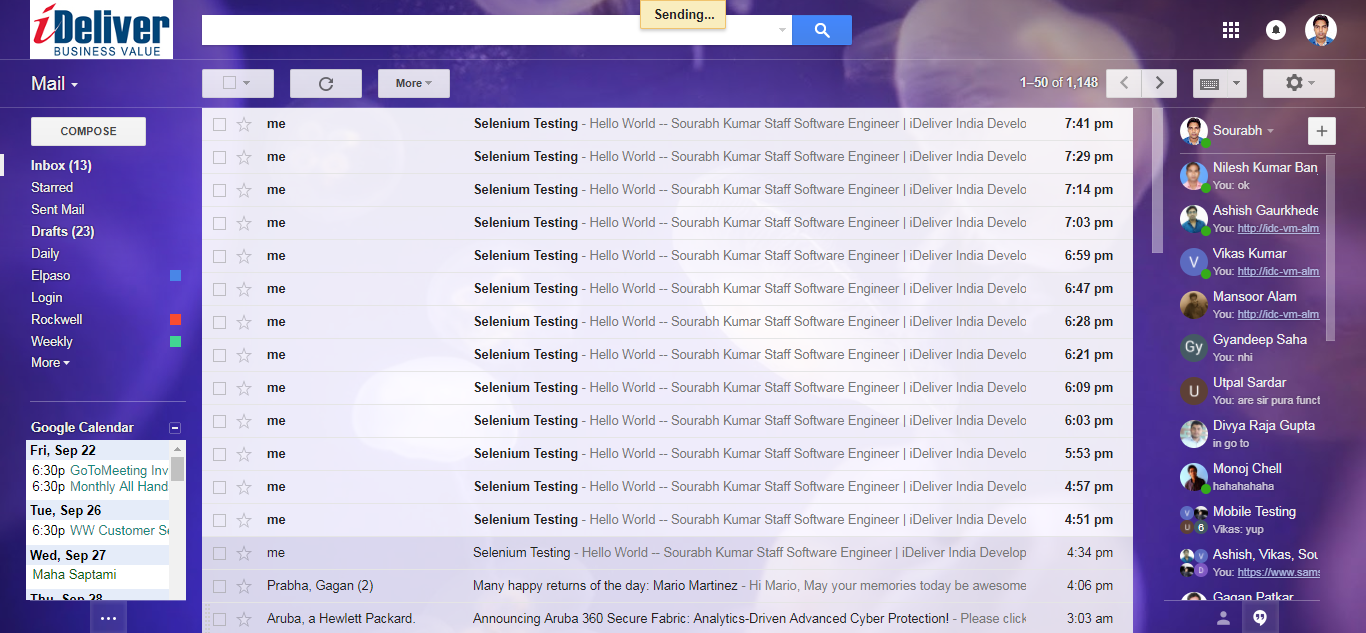 iDeliver
BUSINESS VALUE
Sending...
Mail
More
1–50 of 1,148
COMPOSE
Inbox (13)
Starred
Sent Mail
Drafts (23)
Daily
Elpaso
Login
Rockwell
Weekly
More
Google Calendar
Fri, Sep 22
6:30p GoToMeeting Inv
6:30p Monthly All Hand
Tue, Sep 26
6:30p WW Customer Se
Wed, Sep 27
Maha Saptami
Thu, Sep 28
me Selenium Testing - Hello World -- Sourabh Kumar Staff Software Engineer | iDeliver India Develo 7:41 pm
me Selenium Testing - Hello World -- Sourabh Kumar Staff Software Engineer | iDeliver India Develo 7:29 pm
me Selenium Testing - Hello World -- Sourabh Kumar Staff Software Engineer | iDeliver India Develo 7:14 pm
me Selenium Testing - Hello World -- Sourabh Kumar Staff Software Engineer | iDeliver India Develo 7:03 pm
me Selenium Testing - Hello World -- Sourabh Kumar Staff Software Engineer | iDeliver India Develo 6:59 pm
me Selenium Testing - Hello World -- Sourabh Kumar Staff Software Engineer | iDeliver India Develo 6:47 pm
me Selenium Testing - Hello World -- Sourabh Kumar Staff Software Engineer | iDeliver India Develo 6:28 pm
me Selenium Testing - Hello World -- Sourabh Kumar Staff Software Engineer | iDeliver India Develo 6:21 pm
me Selenium Testing - Hello World -- Sourabh Kumar Staff Software Engineer | iDeliver India Develo 6:09 pm
me Selenium Testing - Hello World -- Sourabh Kumar Staff Software Engineer | iDeliver India Develo 6:03 pm
me Selenium Testing - Hello World -- Sourabh Kumar Staff Software Engineer | iDeliver India Develo 5:53 pm
me Selenium Testing - Hello World -- Sourabh Kumar Staff Software Engineer | iDeliver India Develo 4:57 pm
me Selenium Testing - Hello World -- Sourabh Kumar Staff Software Engineer | iDeliver India Develo 4:51 pm
me Selenium Testing - Hello World -- Sourabh Kumar Staff Software Engineer | iDeliver India Develop 4:34 pm
Prabha, Gagan (2) Many happy returns of the day: Mario Martinez - Hi Mario, May your memories today be awesome 4:06 pm
Aruba, a Hewlett Packard. Announcing Aruba 360 Secure Fabric: Analytics-Driven Advanced Cyber Protection! - Please click 3:03 am
Sourabh
Nilesh Kumar Ban
You: ok
Ashish Gaurkhede
You: http://idc-vm-alm
V Vikas Kumar
You: http://idc-vm-alm
Mansoor Alam
You: http://idc-vm-alm
Gy Gyandeep Saha
You: nhi
U Utpal Sardar
You: are sir pura funct
Divya Raja Gupta
in go to
Monoj Chell
hahahahaha
V Mobile Testing
U 6 Vikas: yup
V Ashish, Vikas, Sou
D You: https://www.sams
Gagan Patkar